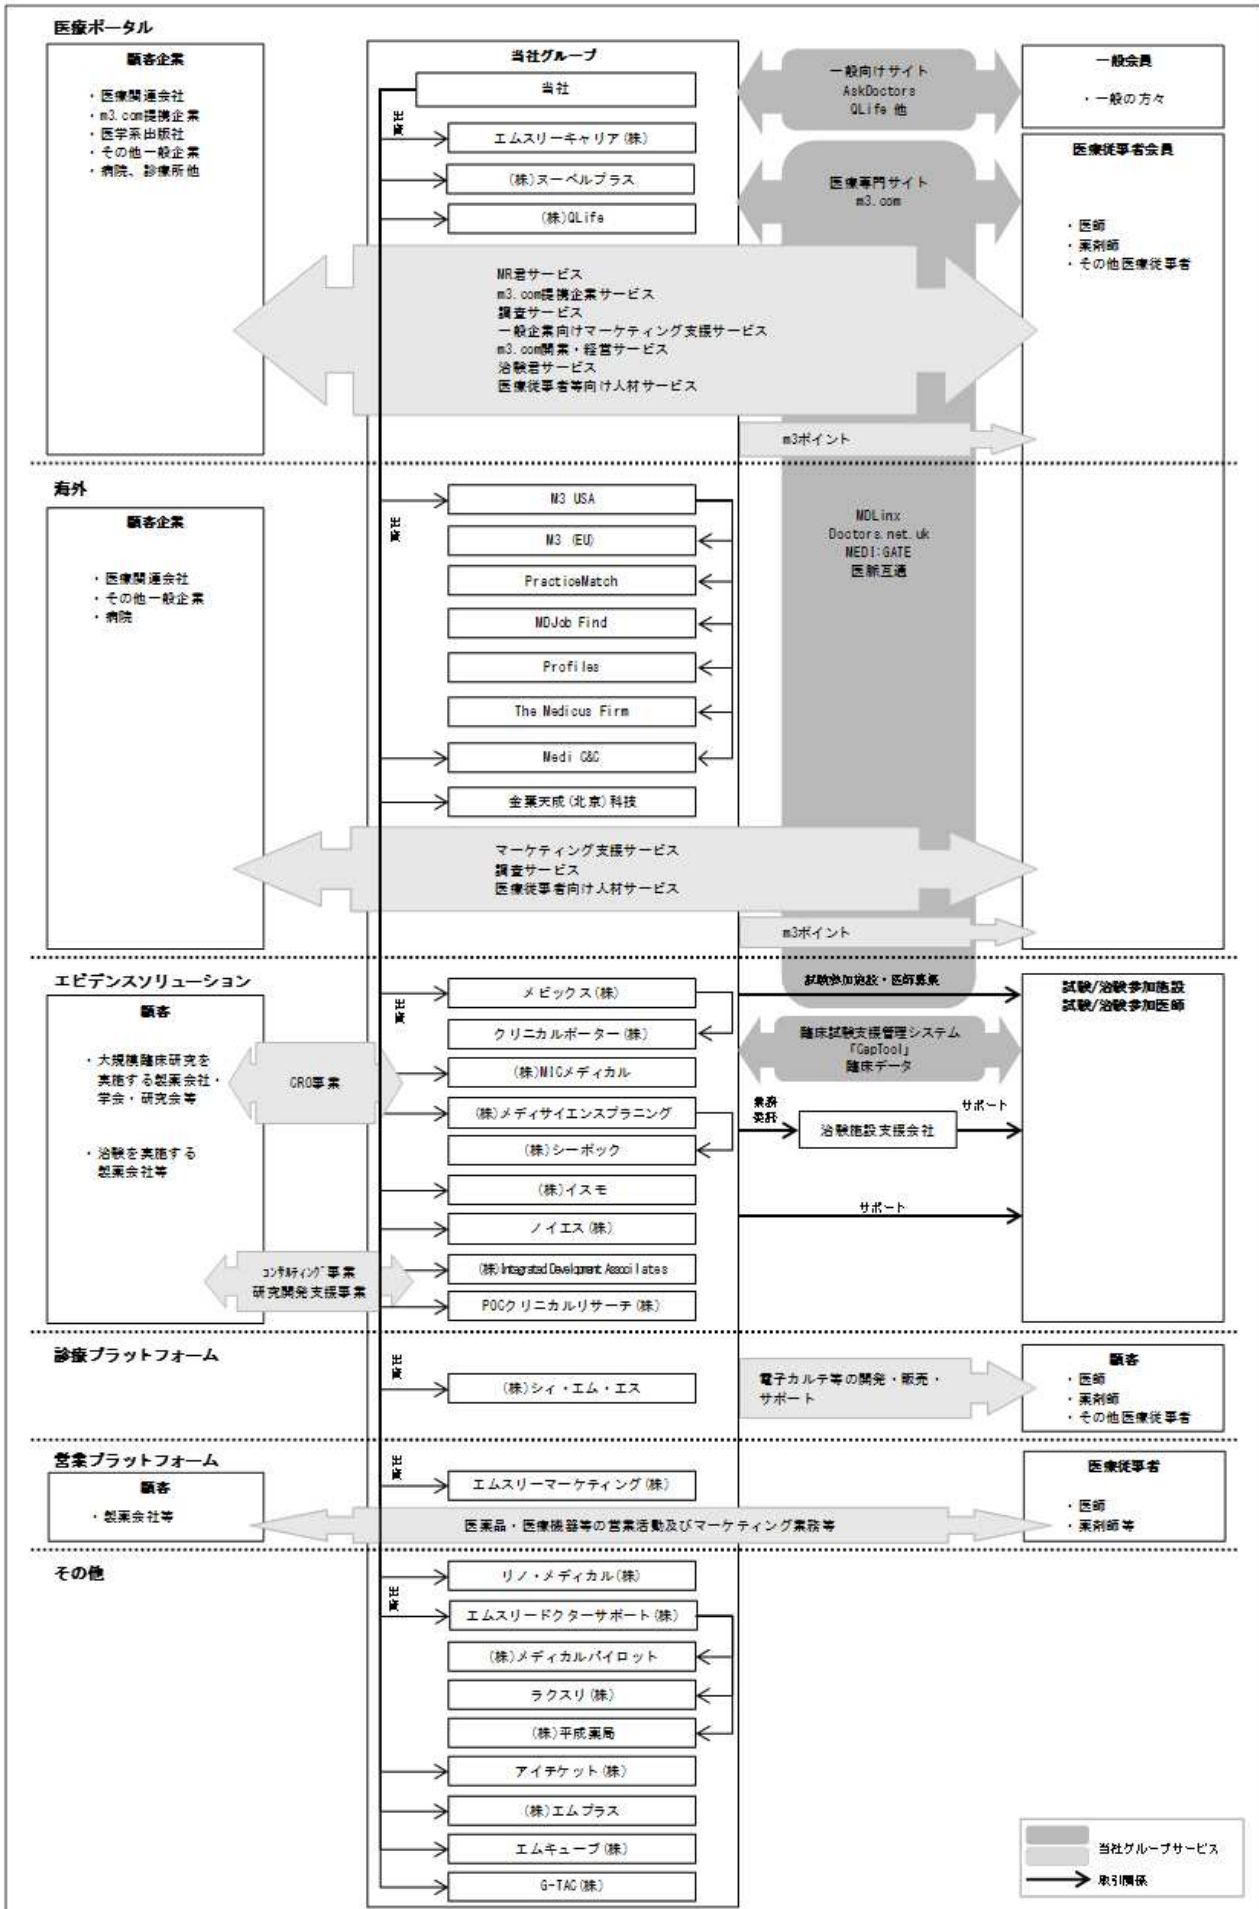 医療ポータル
顧客企業
・医療関連会社
・m3.com提携企業
・医学系出版社
・その他一般企業
・病院、診療所他
当社グループ
当社
出資
エムスリーキャリア(株)
(株)ヌーベルプラス
(株)QLife
一般向けサイト
AskDoctors
QLife 他
一般会員
・一般の方々
医療専門サイト
m3.com
医療従事者会員
・医師
・薬剤師
・その他医療従事者
MR君サービス
m3.com提携企業サービス
調査サービス
一般企業向けマーケティング支援サービス
m3.com開業・経営サービス
治験君サービス
医療従事者等向け人材サービス
m3ポイント
海外
顧客企業
・医療関連会社
・その他一般企業
・病院
出資
M3 USA
M3 (EU)
PracticeMatch
MDJob Find
Profiles
The Medicus Firm
Medi C&C
金葉天成(北京)科技
MDLinx
Doctors.net.uk
MEDI:GATE
医脈互通
マーケティング支援サービス
調査サービス
医療従事者向け人材サービス
m3ポイント
エビデンスソリューション
顧客
・大規模臨床研究を
実施する製薬会社・
学会・研究会等
・治験を実施する
製薬会社等
CRO事業
コンサルティング事業
研究開発支援事業
出資
メビックス(株)
クリニカルポーター(株)
(株)MICメディカル
(株)メディサイエンスプラニング
(株)シーボック
(株)イスモ
ノイエス(株)
(株)Integrated Development Associlates
POCクリニカルリサーチ(株)
試験参加施設・医師募集
臨床試験支援管理システム
「CapTool」
臨床データ
業務
委託
治験施設支援会社
サポート
サポート
試験/治験参加施設
試験/治験参加医師
診療プラットフォーム
出資
(株)シィ・エム・エス
電子カルテ等の開発・販売・
サポート
顧客
・医師
・薬剤師
・その他医療従事者
営業プラットフォーム
顧客
・製薬会社等
出資
エムスリーマーケティング(株)
医薬品・医療機器等の営業活動及びマーケティング業務等
医療従事者
・医師
・薬剤師等
その他
出資
リノ・メディカル(株)
エムスリードクターサポート(株)
(株)メディカルパイロット
ラクスリ(株)
(株)平成薬局
アイチケット(株)
(株)エムプラス
エムキューブ(株)
G-TAC(株)
当社グループサービス
取引関係